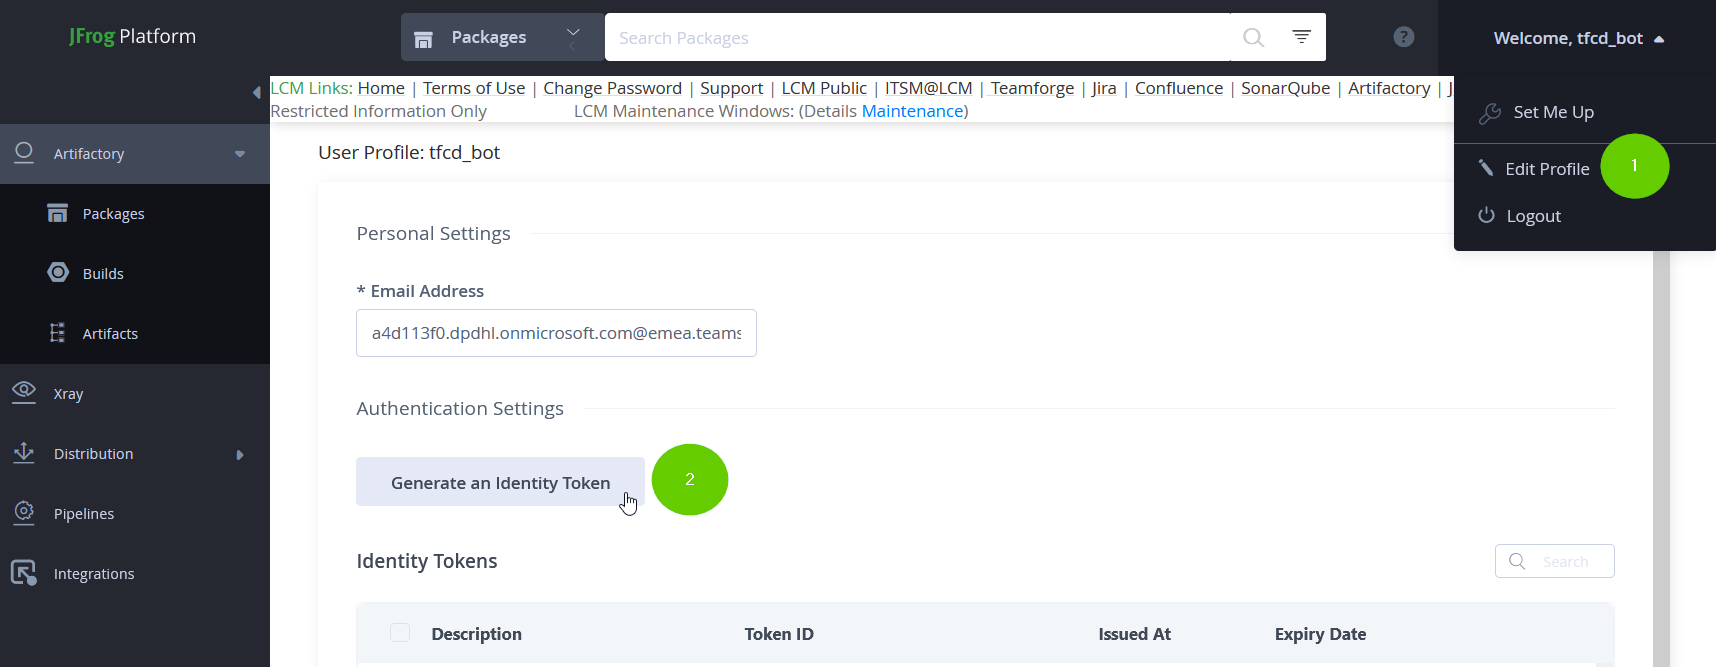 JFrog Platform
Packages
Search Packages
?
Welcome, tfcd_bot
LCM Links: Home | Terms of Use | Change Password | Support | LCM Public | ITSM@LCM | Teamforge | Jira | Confluence | SonarQube | Artifactory | J
Restricted Information Only LCM Maintenance Windows: (Details Maintenance)
Set Me Up
Edit Profile
1
Logout
Artifactory
Packages
Builds
Artifacts
Xray
Distribution
Pipelines
Integrations
User Profile: tfcd_bot
Personal Settings
* Email Address
a4d113f0.dpdhl.onmicrosoft.com@emea.teams
Authentication Settings
Generate an Identity Token
2
Identity Tokens
Search
Description Token ID Issued At Expiry Date